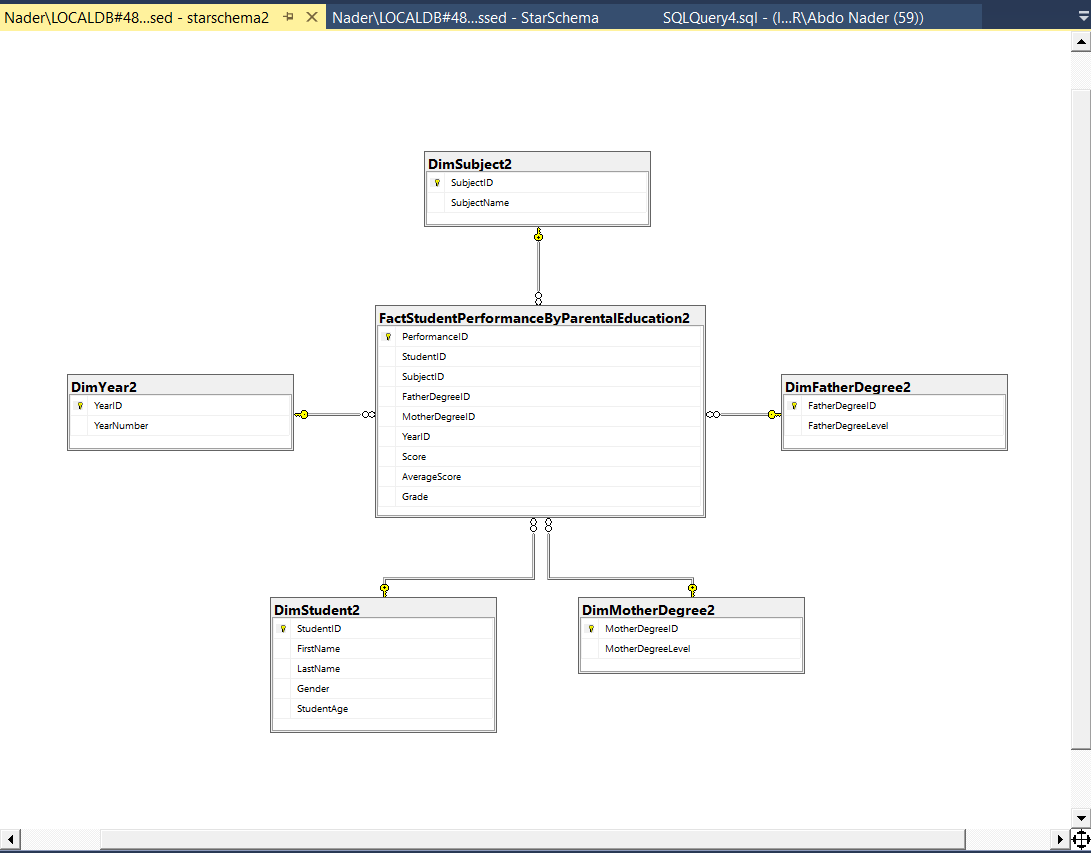 Nader\LOCALDB#48...sed - starschema2
Nader\LOCALDB#48...ssed - StarSchema
SQLQuery4.sql - (l...R\Abdo Nader (59))
DimSubject2
SubjectID
SubjectName
FactStudentPerformanceByParentalEducation2
PerformanceID
StudentID
SubjectID
FatherDegreeID
MotherDegreeID
YearID
Score
AverageScore
Grade
DimYear2
YearID
YearNumber
DimFatherDegree2
FatherDegreeID
FatherDegreeLevel
DimStudent2
StudentID
FirstName
LastName
Gender
StudentAge
DimMotherDegree2
MotherDegreeID
MotherDegreeLevel